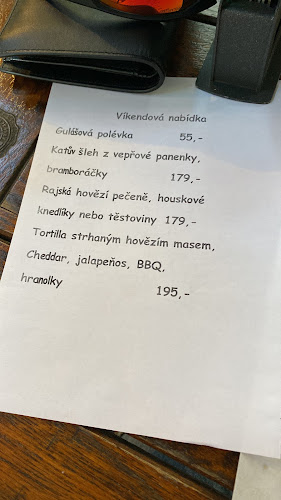 Víkendová nabídka
Gulášová polévka 55,-
Katův šleh z vepřové panenky,
bramboráčky 179,-
Rajská hovězí pečeně, houskové
knedlíky nebo těstoviny 179,-
Tortilla strhaným hovězím masem,
Cheddar, jalapeños, BBQ,
hranolky 195,-